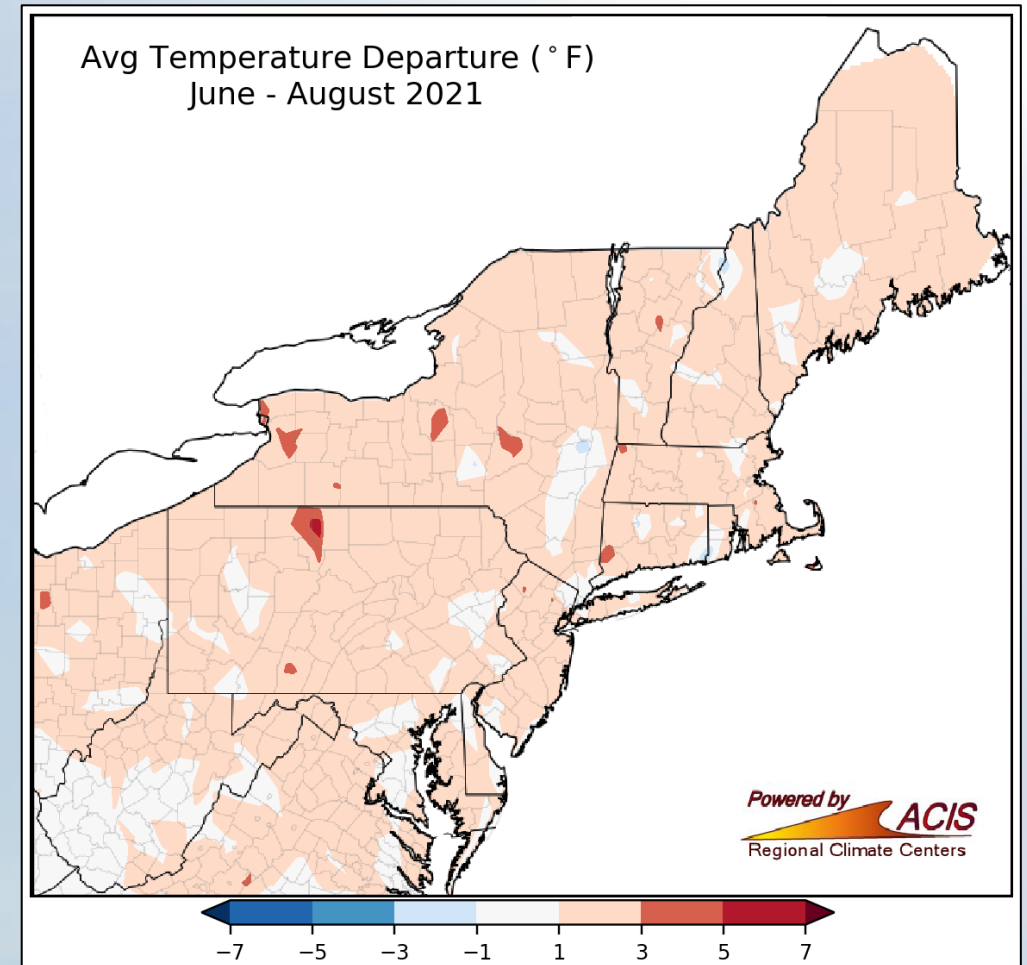 Avg Temperature Departure (°F)
June - August 2021
Powered by
ACIS
Regional Climate Centers
−7 −5 −3 −1 1 3 5 7